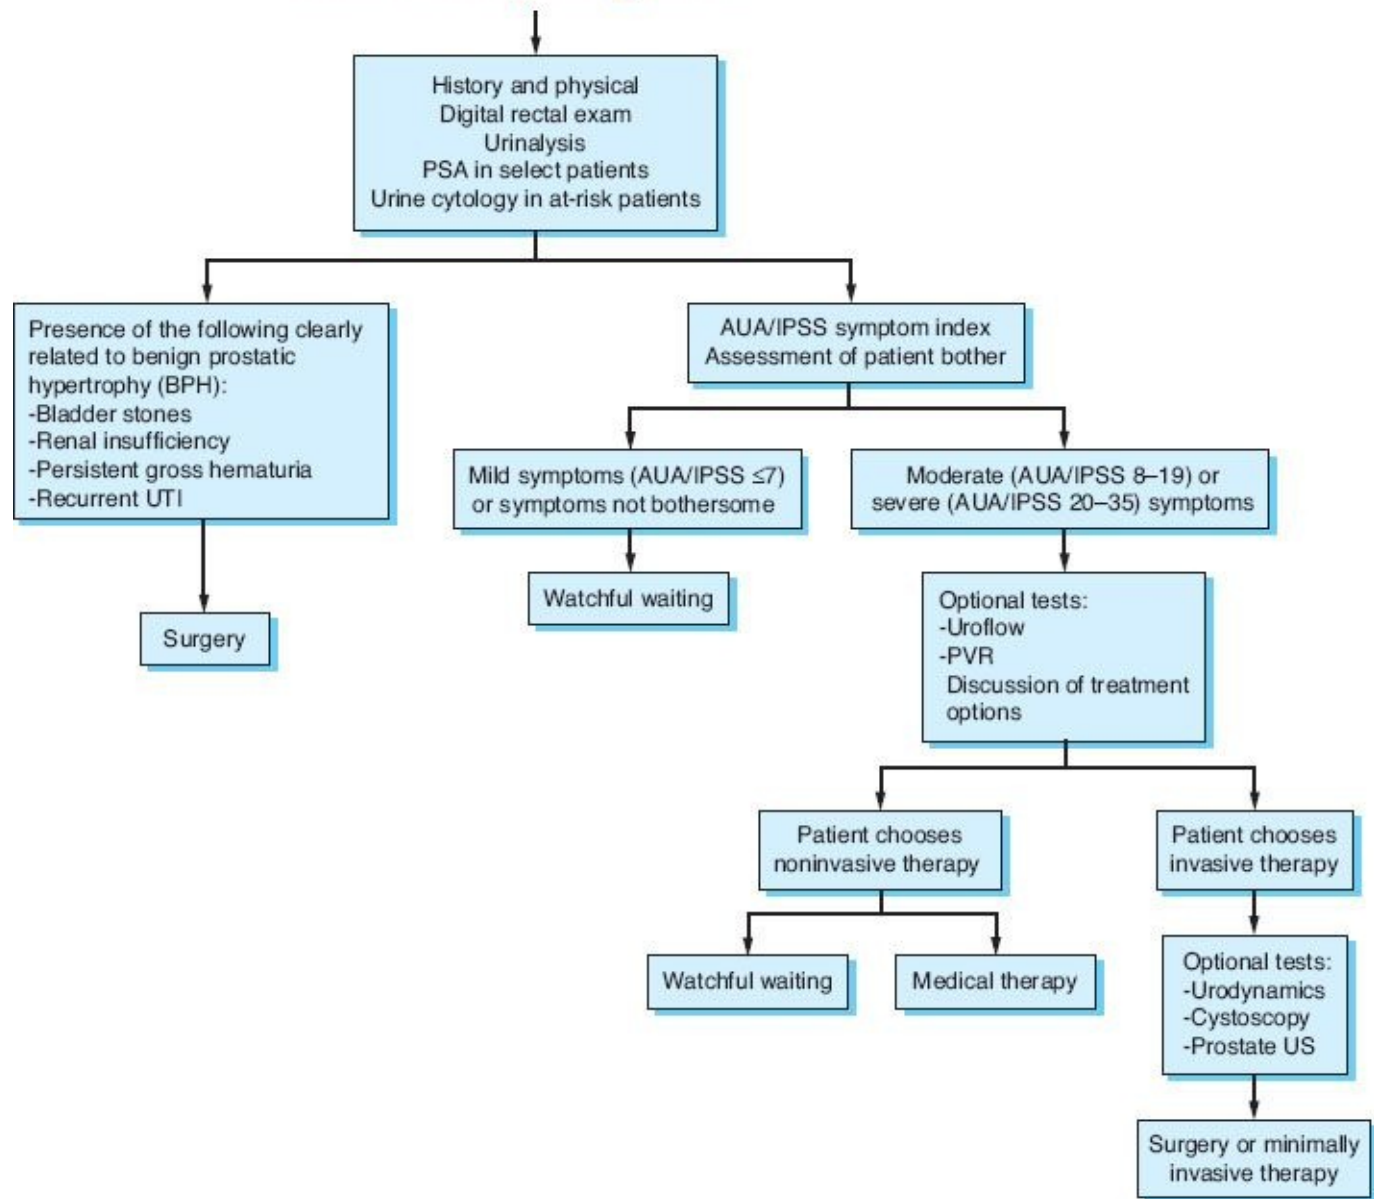 History and physical
Digital rectal exam
Urinalysis
PSA in select patients
Urine cytology in at-risk patients
Presence of the following clearly
related to benign prostatic
hypertrophy (BPH):
-Bladder stones
-Renal insufficiency
-Persistent gross hematuria
-Recurrent UTI
Surgery
AUA/IPSS symptom index
Assessment of patient bother
Mild symptoms (AUA/IPSS ≤7)
or symptoms not bothersome
Watchful waiting
Moderate (AUA/IPSS 8–19) or
severe (AUA/IPSS 20–35) symptoms
Optional tests:
-Uroflow
-PVR
Discussion of treatment
options
Patient chooses
noninvasive therapy
Watchful waiting
Medical therapy
Patient chooses
invasive therapy
Optional tests:
-Urodynamics
-Cystoscopy
-Prostate US
Surgery or minimally
invasive therapy